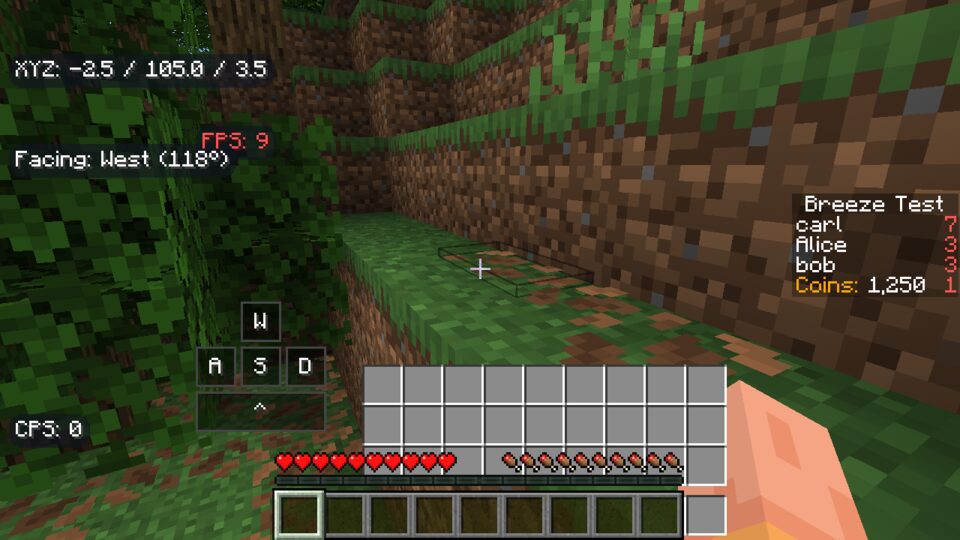 XYZ: -2.5 / 105.0 / 3.5
FPS: 9
Facing: West (118°)
Breeze Test
carl 7
Alice 3
bob 3
Coins: 1,250 1
W
A S D
^
CPS: 0